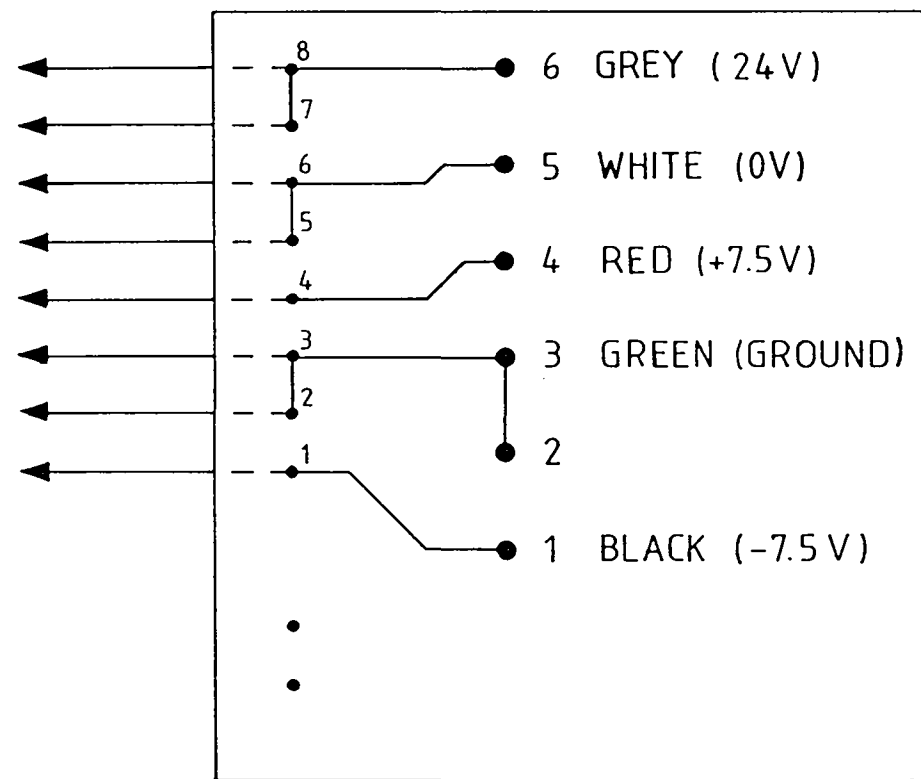 8
6 GREY (24V)
7
6
5 WHITE (0V)
5
4
4 RED (+7.5V)
3
3 GREEN (GROUND)
2
2
1
1 BLACK (-7.5V)